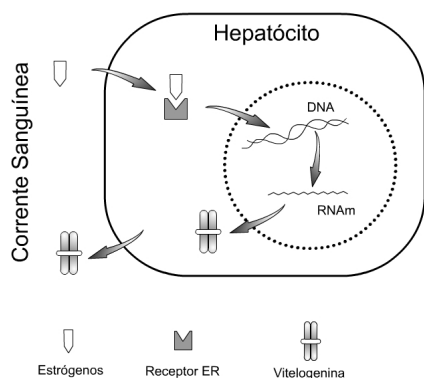 Hepatócito
Corrente Sanguínea
DNA
RNAm
Estrógenos
Receptor ER
Vitelogenina